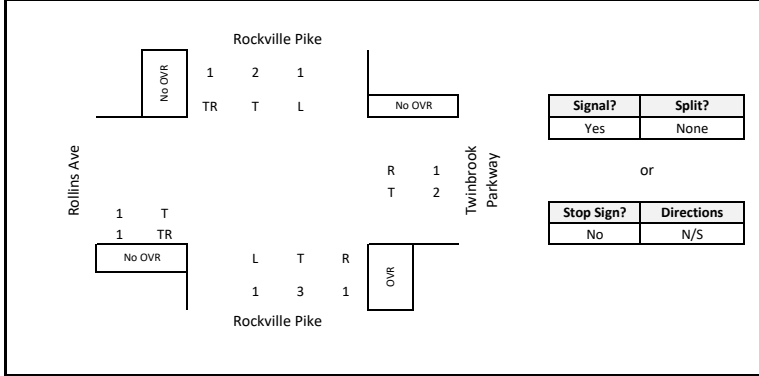 Rockville Pike
No OVR
1 2 1
TR T L
No OVR
Signal? Split?
Yes None
or
Stop Sign? Directions
No N/S
Rollins Ave
R 1
T 2
Twinbrook
Parkway
1 T
1 TR
No OVR
L T R
1 3 1
OVR
Rockville Pike